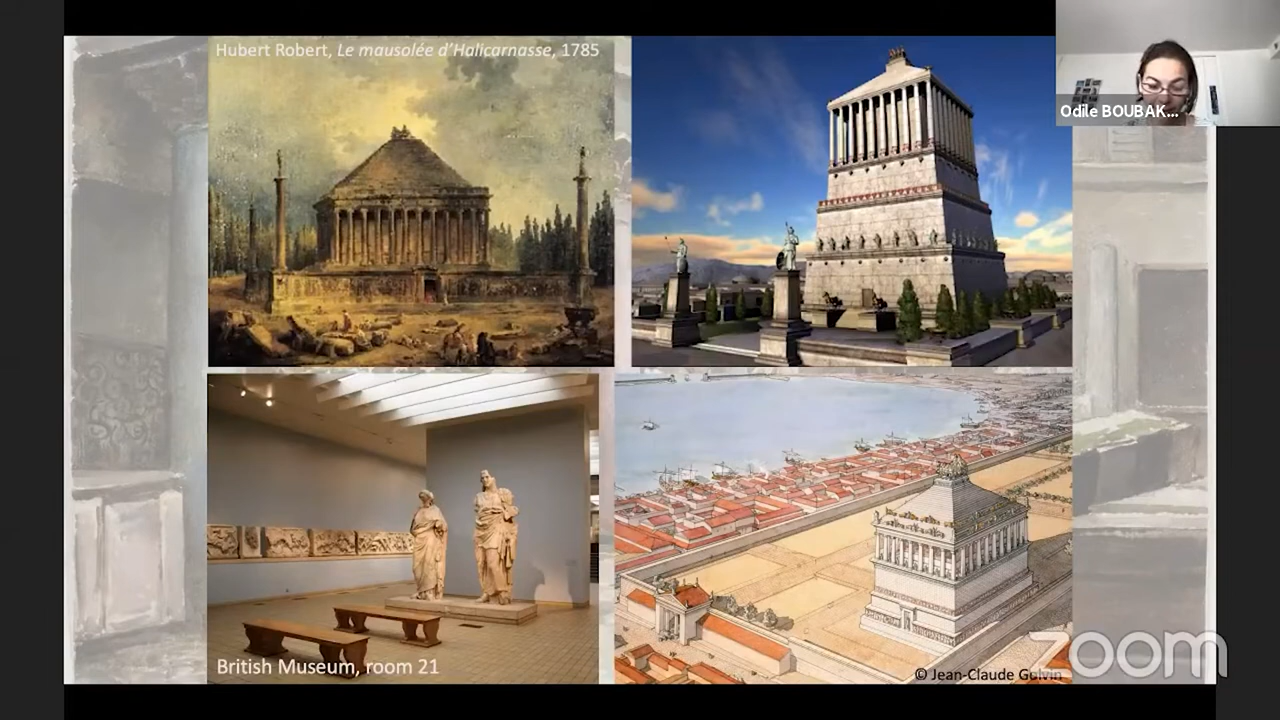 Hubert Robert, Le mausolée d'Halicarnasse, 1785
Odile BOUBAK...
British Museum, room 21
© Jean-Claude Golvin
zoom